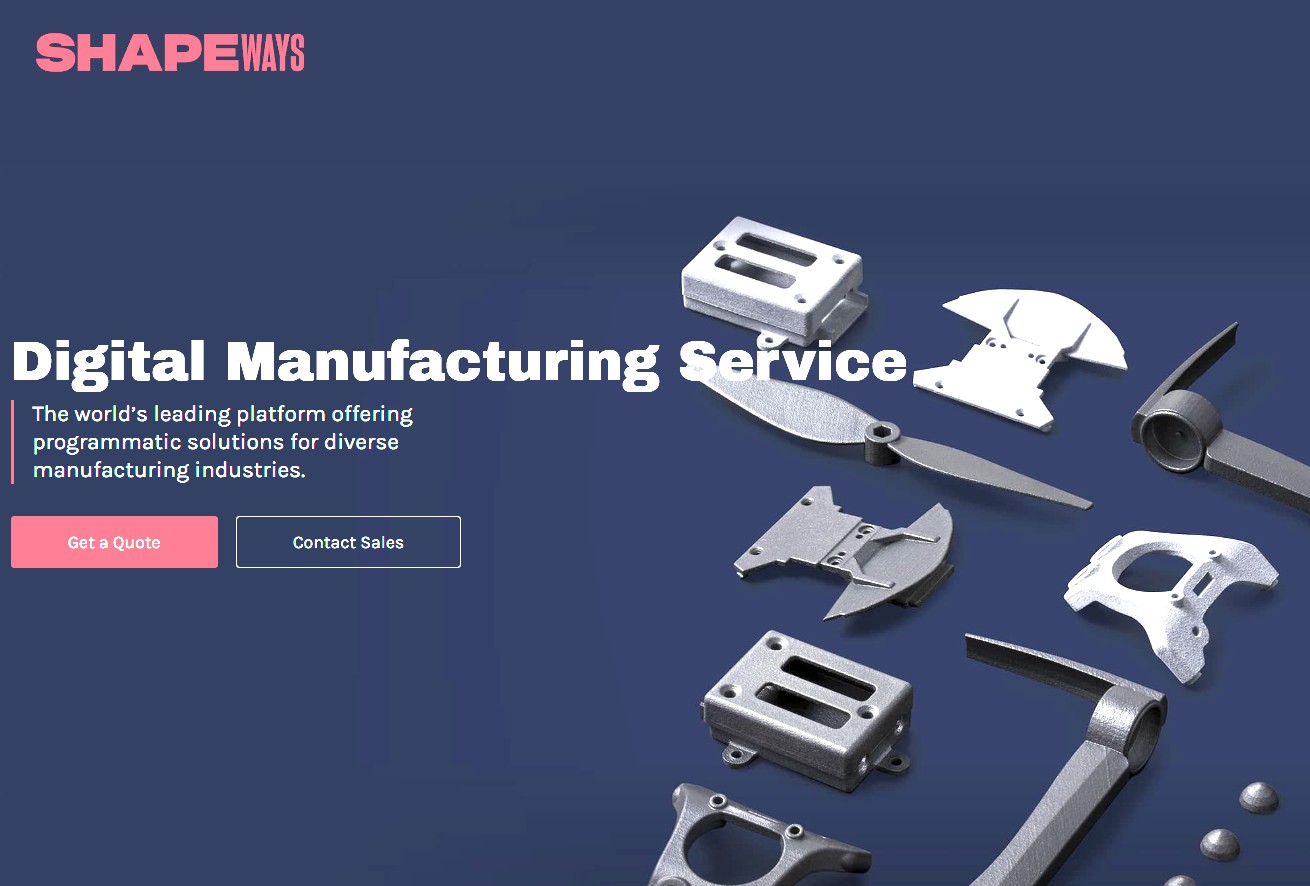 SHAPEWAYS
Digital Manufacturing Service
The world’s leading platform offering
programmatic solutions for diverse
manufacturing industries.
Get a Quote
Contact Sales